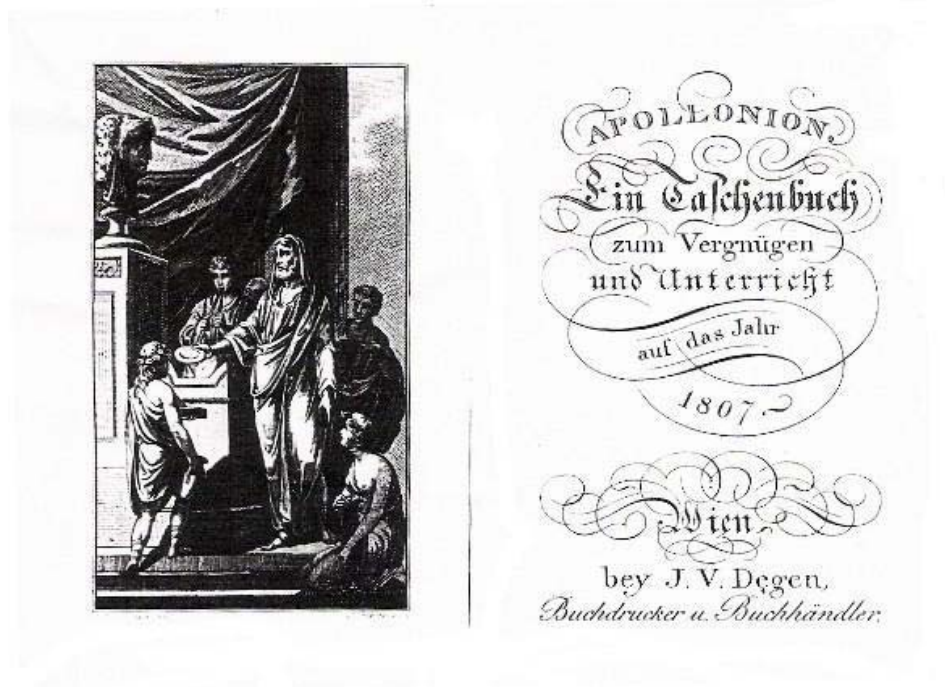 APOLLONION.
Ein Taschenbuch
zum Vergnügen
und Unterricht
auf das Jahr
1807.
Wien
bey J. V. Degen,
Buchdrucker u. Buchhändler.